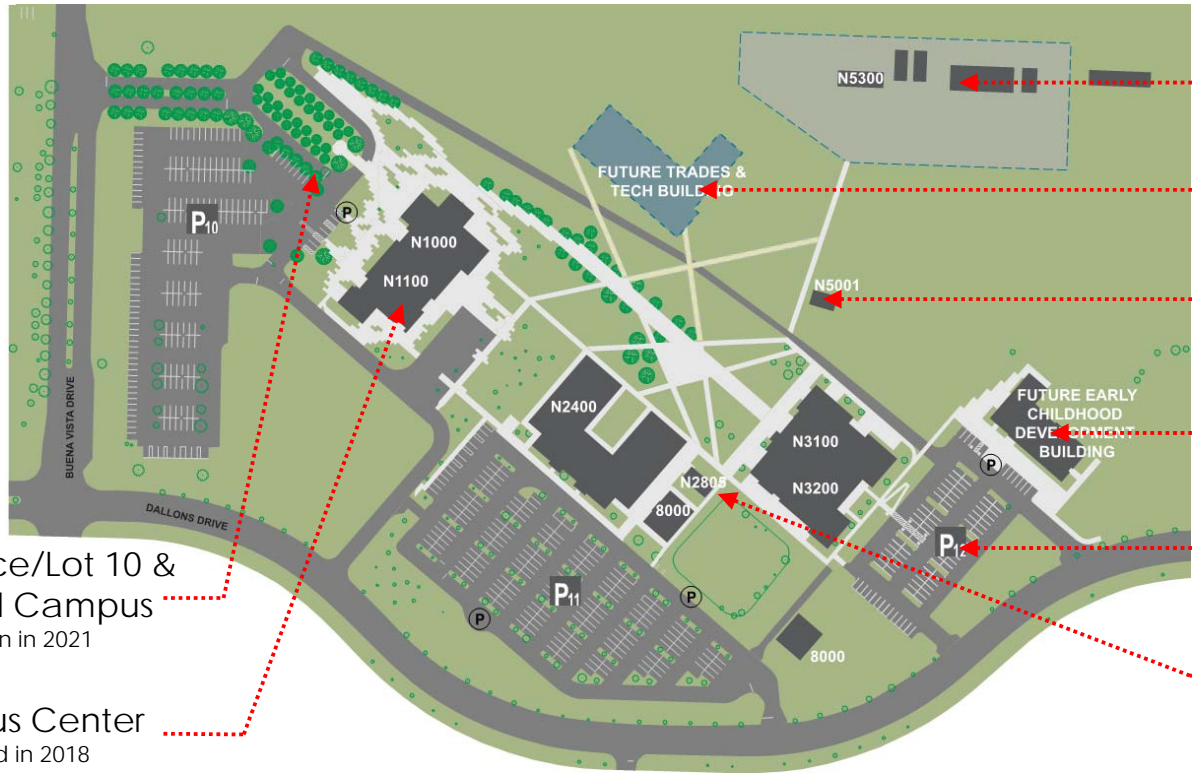 N5300
FUTURE TRADES &
TECH BUILDING
P10
P
N1000
N1100
N5001
BUENA VISTA DRIVE
N2400
FUTURE EARLY
CHILDHOOD
DEVELOPMENT
BUILDING
N3100
P
N2805
N3200
8000
DALLONS DRIVE
P12
ce/Lot 10 &
l Campus
n in 2021
P11
P
P
8000
us Center
d in 2018